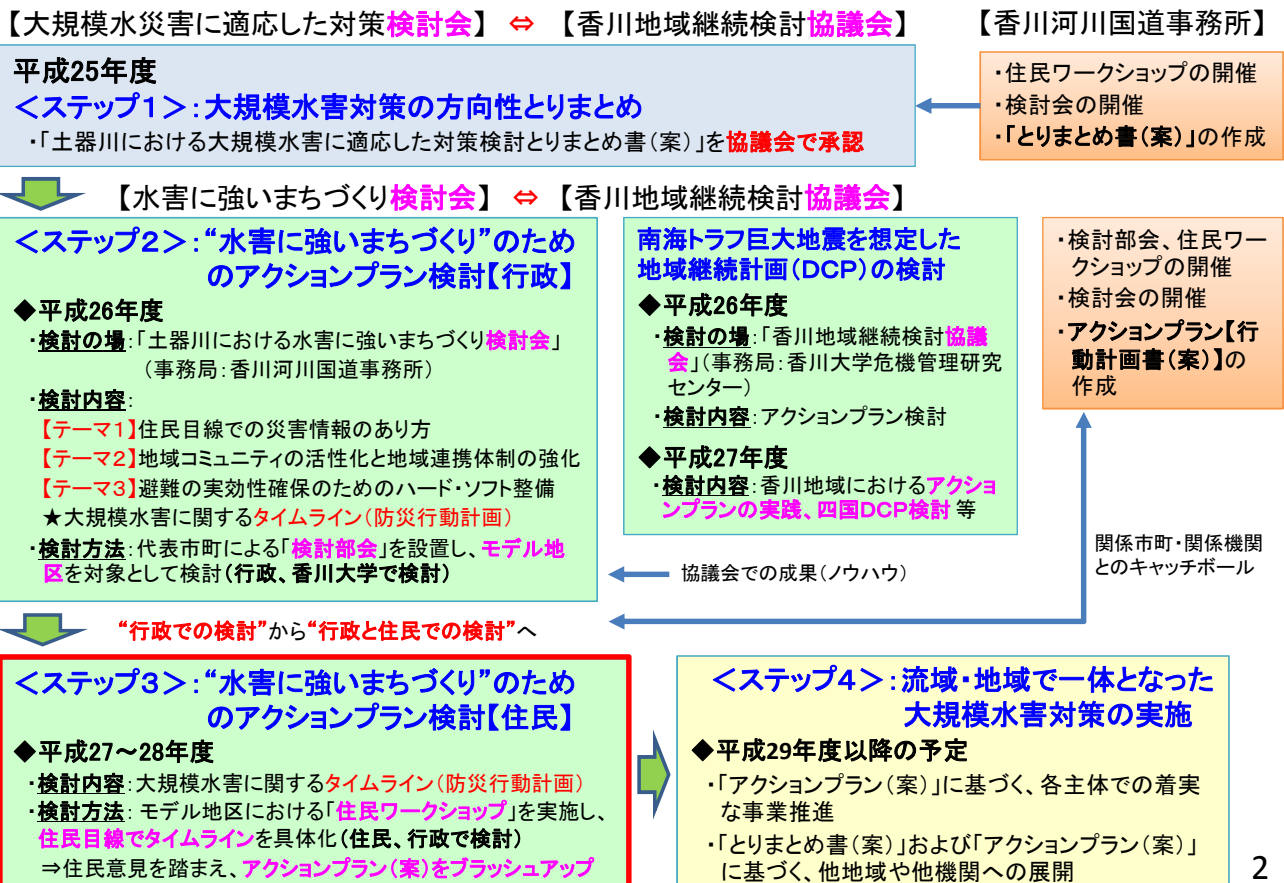 【大規模水災害に適応した対策検討会】 ⇔ 【香川地域継続検討協議会】
【香川河川国道事務所】
平成25年度
＜ステップ１＞：大規模水害対策の方向性とりまとめ
・「土器川における大規模水害に適応した対策検討とりまとめ書（案）」を協議会で承認
・住民ワークショップの開催
・検討会の開催
・「とりまとめ書（案）」の作成
【水害に強いまちづくり検討会】 ⇔ 【香川地域継続検討協議会】
＜ステップ２＞：“水害に強いまちづくり”のため
のアクションプラン検討【行政】
◆平成26年度
・検討の場：「土器川における水害に強いまちづくり検討会」
（事務局：香川河川国道事務所）
・検討内容：
【テーマ１】住民目線での災害情報のあり方
【テーマ２】地域コミュニティの活性化と地域連携体制の強化
【テーマ３】避難の実効性確保のためのハード・ソフト整備
★大規模水害に関するタイムライン（防災行動計画）
・検討方法：代表市町による「検討部会」を設置し、モデル地
区を対象として検討（行政、香川大学で検討）
南海トラフ巨大地震を想定した
地域継続計画（ＤＣＰ）の検討
◆平成26年度
・検討の場：「香川地域継続検討協議
会」（事務局：香川大学危機管理研究
センター）
・検討内容：アクションプラン検討
◆平成27年度
・検討内容：香川地域におけるアクショ
ンプランの実践、四国ＤＣＰ検討 等
・検討部会、住民ワー
クショップの開催
・検討会の開催
・アクションプラン【行
動計画書（案）】の
作成
協議会での成果（ノウハウ）
関係市町・関係機関
とのキャッチボール
“行政での検討”から“行政と住民での検討”へ
＜ステップ３＞：“水害に強いまちづくり”のため
のアクションプラン検討【住民】
◆平成27～28年度
・検討内容：大規模水害に関するタイムライン（防災行動計画）
・検討方法： モデル地区における「住民ワークショップ」を実施し、
住民目線でタイムラインを具体化（住民、行政で検討）
⇒住民意見を踏まえ、アクションプラン（案）をブラッシュアップ
＜ステップ４＞：流域・地域で一体となった
大規模水害対策の実施
◆平成29年度以降の予定
・「アクションプラン（案）」に基づく、各主体での着実
な事業推進
・「とりまとめ書（案）」および「アクションプラン（案）」
に基づく、他地域や他機関への展開
2